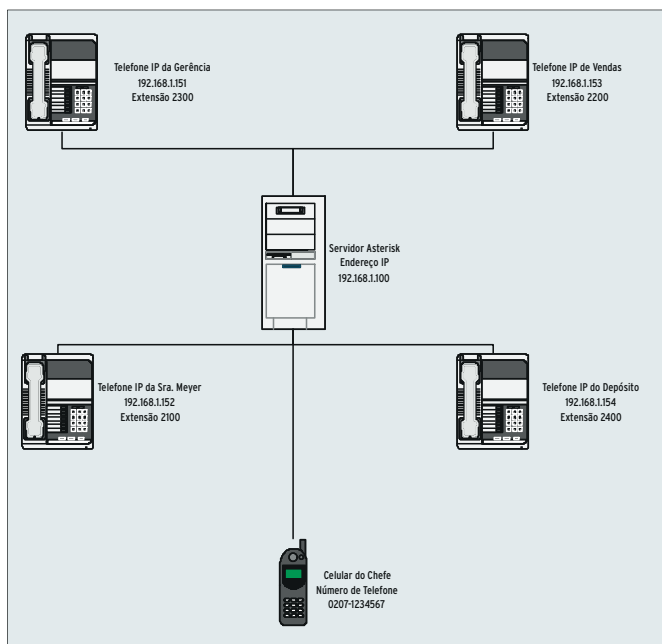 Telefone IP da Gerência
192.168.1.151
Extensão 2300
Telefone IP de Vendas
192.168.1.153
Extensão 2200
Servidor Asterisk
Endereço IP
192.168.1.100
Telefone IP da Sra. Meyer
192.168.1.152
Extensão 2100
Telefone IP do Depósito
192.168.1.154
Extensão 2400
Celular do Chefe
Número de Telefone
0207-1234567